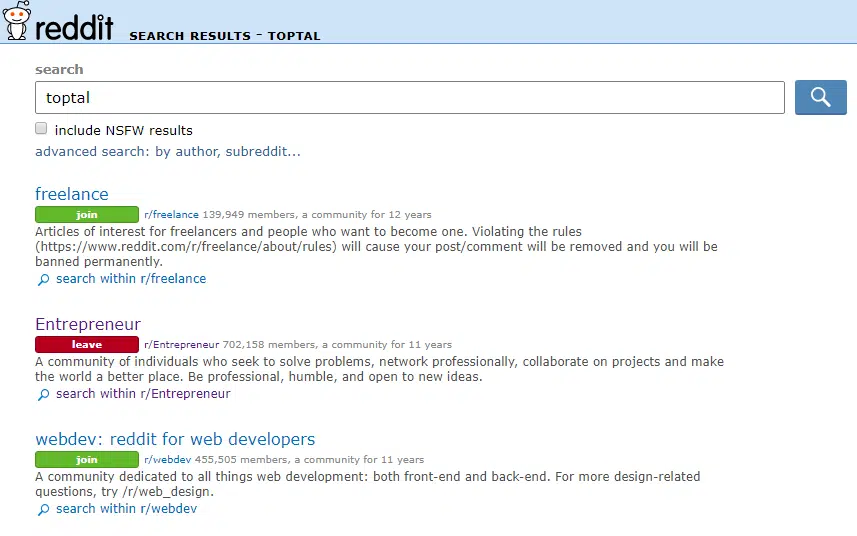 reddit SEARCH RESULTS - TOPTAL
search
toptal
include NSFW results
advanced search: by author, subreddit...
freelance
join r/freelance 139,949 members, a community for 12 years
Articles of interest for freelancers and people who want to become one. Violating the rules
(https://www.reddit.com/r/freelance/about/rules) will cause your post/comment will be removed and you will be
banned permanently.
search within r/freelance
Entrepreneur
leave r/Entrepreneur 702,158 members, a community for 11 years
A community of individuals who seek to solve problems, network professionally, collaborate on projects and make
the world a better place. Be professional, humble, and open to new ideas.
search within r/Entrepreneur
webdev: reddit for web developers
join r/webdev 455,505 members, a community for 11 years
A community dedicated to all things web development: both front-end and back-end. For more design-related
questions, try /r/web_design.
search within r/webdev